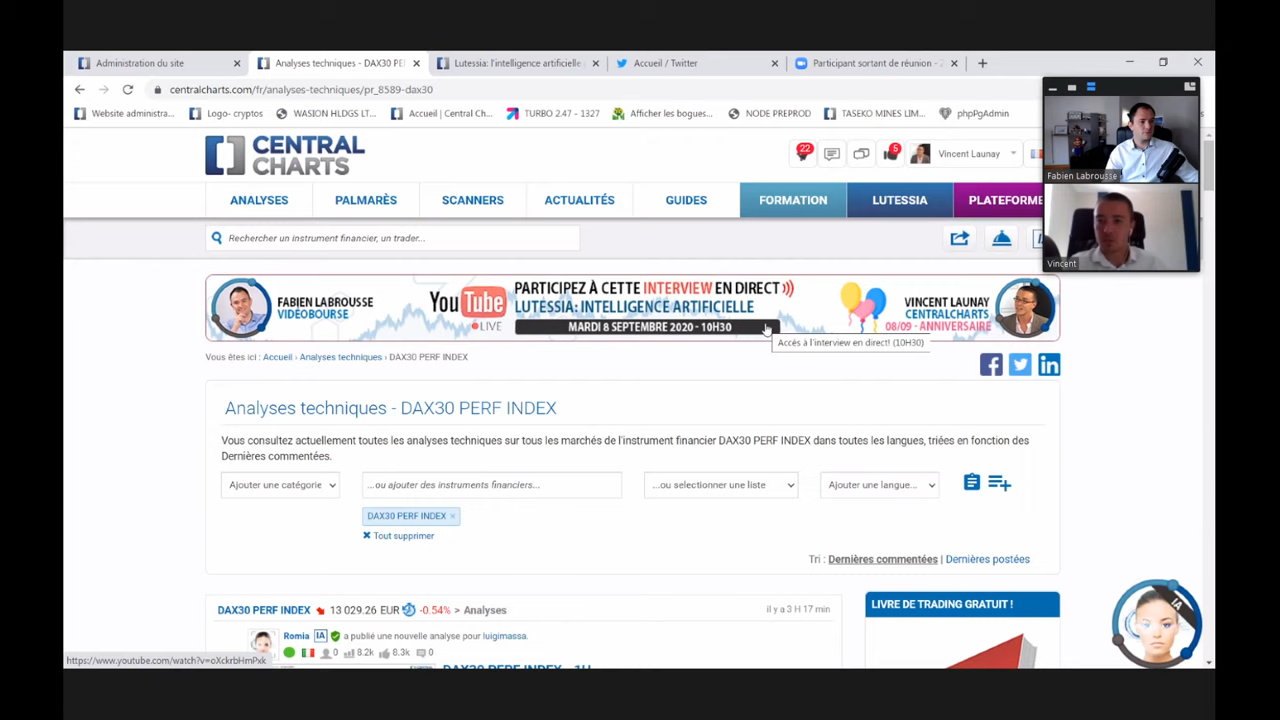 Administration du site
Analyses techniques - DAX30 PE
Lutessia: l'intelligence artificielle
Accueil / Twitter
Participant sortant de réunion - Z
centralcharts.com/fr/analyses-techniques/pr_8589-dax30
Website administra...
Logo- cryptos
WASION HLDGS LT...
Accueil | Central Ch...
TURBO 2.47 - 1327
Afficher les bogues...
NODE PREPROD
TASEKO MINES LIM...
phpPgAdmin
Fabien Labrousse
Vincent
CENTRAL
CHARTS
22
5
Vincent Launay
ANALYSES
PALMARÈS
SCANNERS
ACTUALITÉS
GUIDES
FORMATION
LUTESSIA
PLATEFORME
Rechercher un instrument financier, un trader...
FABIEN LABROUSSE
VIDÉOBOURSE
YouTube
LIVE
PARTICIPEZ À CETTE INTERVIEW EN DIRECT
LUTESSIA: INTELLIGENCE ARTIFICIELLE
MARDI 8 SEPTEMBRE 2020 - 10H30
VINCENT LAUNAY
CENTRALCHARTS
08/09 - ANNIVERSAIRE
Accès à l'interview en direct! (10H30)
Vous êtes ici : Accueil › Analyses techniques › DAX30 PERF INDEX
Analyses techniques - DAX30 PERF INDEX
Vous consultez actuellement toutes les analyses techniques sur tous les marchés de l'instrument financier DAX30 PERF INDEX dans toutes les langues, triées en fonction des
Dernières commentées.
Ajouter une catégorie
...ou ajouter des instruments financiers...
...ou selectionner une liste
Ajouter une langue...
DAX30 PERF INDEX ×
Tout supprimer
Tri : Dernières commentées | Dernières postées
DAX30 PERF INDEX 13 029.26 EUR -0.54% > Analyses
il y a 3 H 17 min
Romia IA a publié une nouvelle analyse pour luigimassa.
0 8.2k 8.3k 0
DAX30 PERF INDEX - 1H
LIVRE DE TRADING GRATUIT !
IA
https://www.youtube.com/watch?v=oXckrbHmPxk